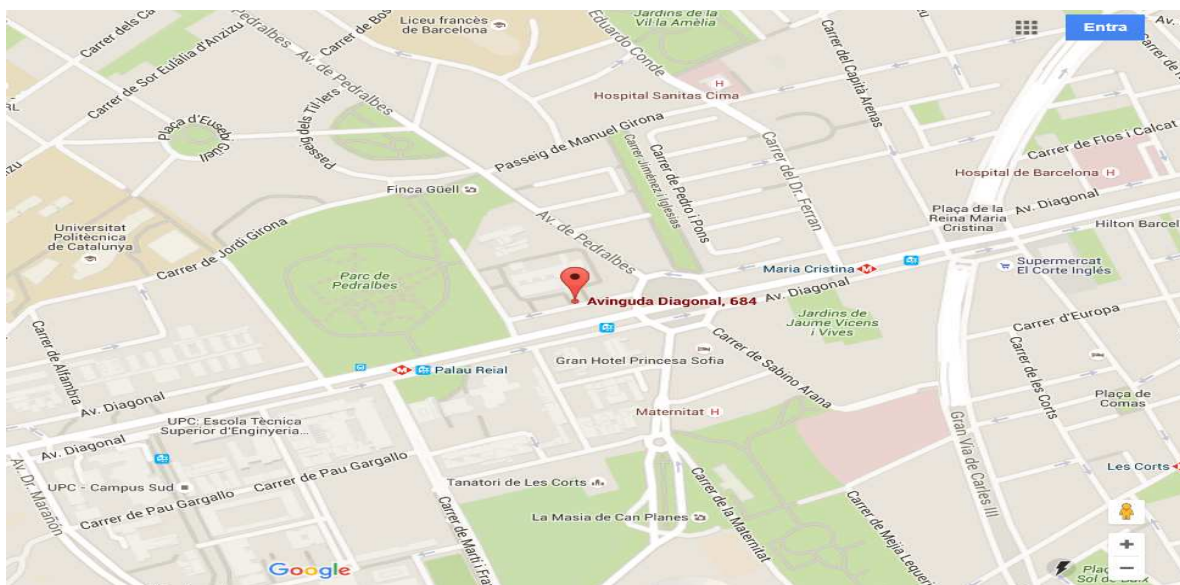 Liceu francès
de Barcelona
Jardins de la
Vil·la Amèlia
Entra
Av.
Carrer dels Ca
Carrer de Sor Eulàlia d'Anzizu
Pedralbes
Carrer de Bos
Av. de Pedralbes
Eduardo Conde
Carrer del Capità Arenas
Hospital Sanitas Cima
H
RL
Plaça d'Euseb
Güell
Passeig dels Til·lers
Passeig de Manuel Girona
Carrer Jiménez i Iglesias
Carrer de Pedro i Pons
Carrer del Dr. Ferran
Carrer de Flos i Calcat
Hospital de Barcelona
H
Finca Güell
Av. de Pedralbes
Plaça de la
Reina Maria
Cristina
Av. Diagonal
Hilton Barcel
Universitat
Politècnica
de Catalunya
Carrer de Jordi Girona
Parc de
Pedralbes
Maria Cristina
M
Supermercat
El Corte Inglés
Avinguda Diagonal, 684
Av. Diagonal
Jardins de
Jaume Vicens
i Vives
Carrer d'Europa
Carrer de Alfambra
M
Palau Reial
Gran Hotel Princesa Sofia
Carrer de Sabino Arana
Carrer de les Corts
Plaça de
Comas
Av. Diagonal
Maternitat
H
UPC: Escola Tècnica
Superior d'Enginyeria...
Av. Diagonal
Gran Via de Carles III
Les Corts
Av. Dr. Marañón
UPC - Campus Sud
Carrer de Pau Gargallo
Carrer de Pau Gargallo
Tanatori de Les Corts
La Masia de Can Planes
Carrer de Martí i Fra
Carrer de la Maternitat
Carrer de Mejia Lequeri
Google
+
−